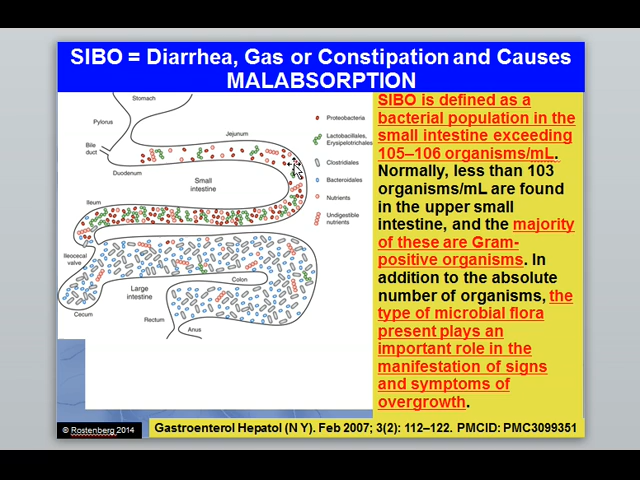 SIBO = Diarrhea, Gas or Constipation and Causes
MALABSORPTION
Stomach
Pylorus
Bile
duct
Duodenum
Jejunum
Small
intestine
Ileum
Ileocecal
valve
Cecum
Large
intestine
Colon
Rectum
Anus
Proteobacteria
Lactobacillales,
Erysipelotrichales
Clostridiales
Bacteroidales
Nutrients
Undigestible
nutrients
SIBO is defined as a
bacterial population in the
small intestine exceeding
105–106 organisms/mL.
Normally, less than 103
organisms/mL are found
in the upper small
intestine, and the majority
of these are Gram-
positive organisms. In
addition to the absolute
number of organisms, the
type of microbial flora
present plays an
important role in the
manifestation of signs
and symptoms of
overgrowth.
© Rostenberg 2014
Gastroenterol Hepatol (N Y). Feb 2007; 3(2): 112–122. PMCID: PMC3099351